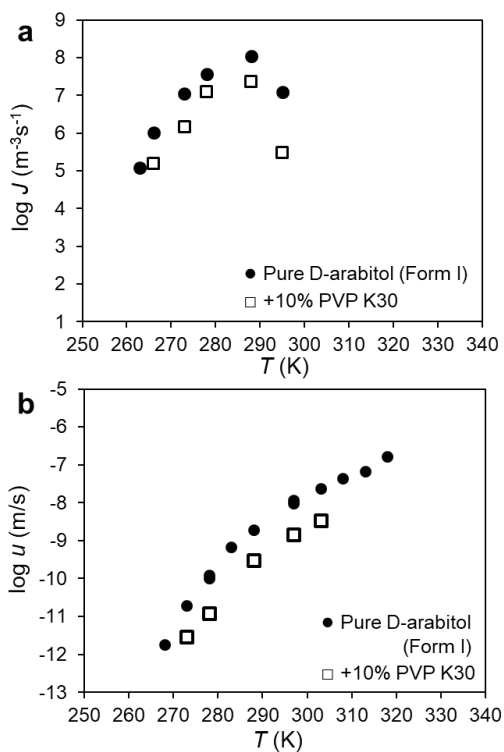 a
9
8
7
6
5
4
3
2
1
log J (m-3s-1)
● Pure D-arabitol (Form I)
□ +10% PVP K30
250 260 270 280 290 300 310 320 330 340
T (K)
b
-5
-6
-7
-8
-9
-10
-11
-12
-13
log u (m/s)
● Pure D-arabitol
(Form I)
□ +10% PVP K30
250 260 270 280 290 300 310 320 330 340
T (K)